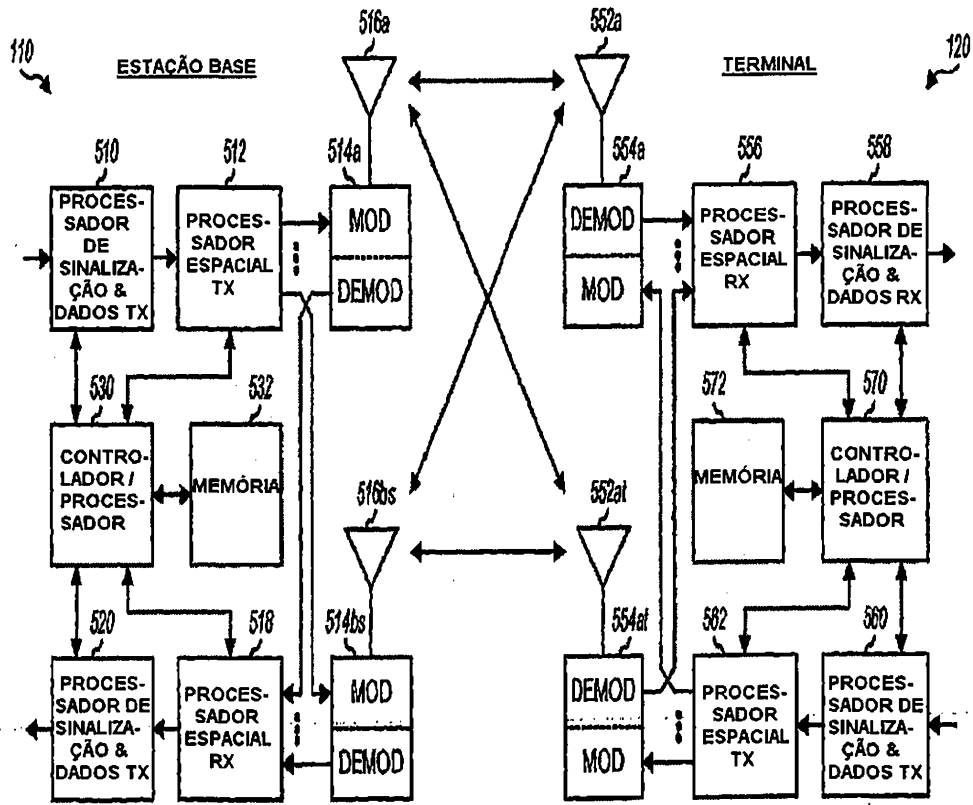 516a
552a
110
ESTAÇÃO BASE
TERMINAL
120
510
512
514a
554a
556
558
PROCES-
SADOR
DE
SINALIZA-
ÇÃO &
DADOS TX
PROCES-
SADOR
ESPACIAL
TX
MOD
DEMOD
DEMOD
MOD
PROCES-
SADOR
ESPACIAL
RX
PROCES-
SADOR DE
SINALIZA-
ÇÃO &
DADOS RX
530
532
572
570
CONTRO-
LADOR /
PROCES-
SADOR
MEMÓRIA
MEMÓRIA
CONTRO-
LADOR /
PROCES-
SADOR
516bs
552at
520
518
514bs
554at
562
560
PROCES-
SADOR DE
SINALIZA-
ÇÃO &
DADOS TX
PROCES-
SADOR
ESPACIAL
RX
MOD
DEMOD
DEMOD
MOD
PROCES-
SADOR
ESPACIAL
TX
PROCES-
SADOR DE
SINALIZA-
ÇÃO &
DADOS TX